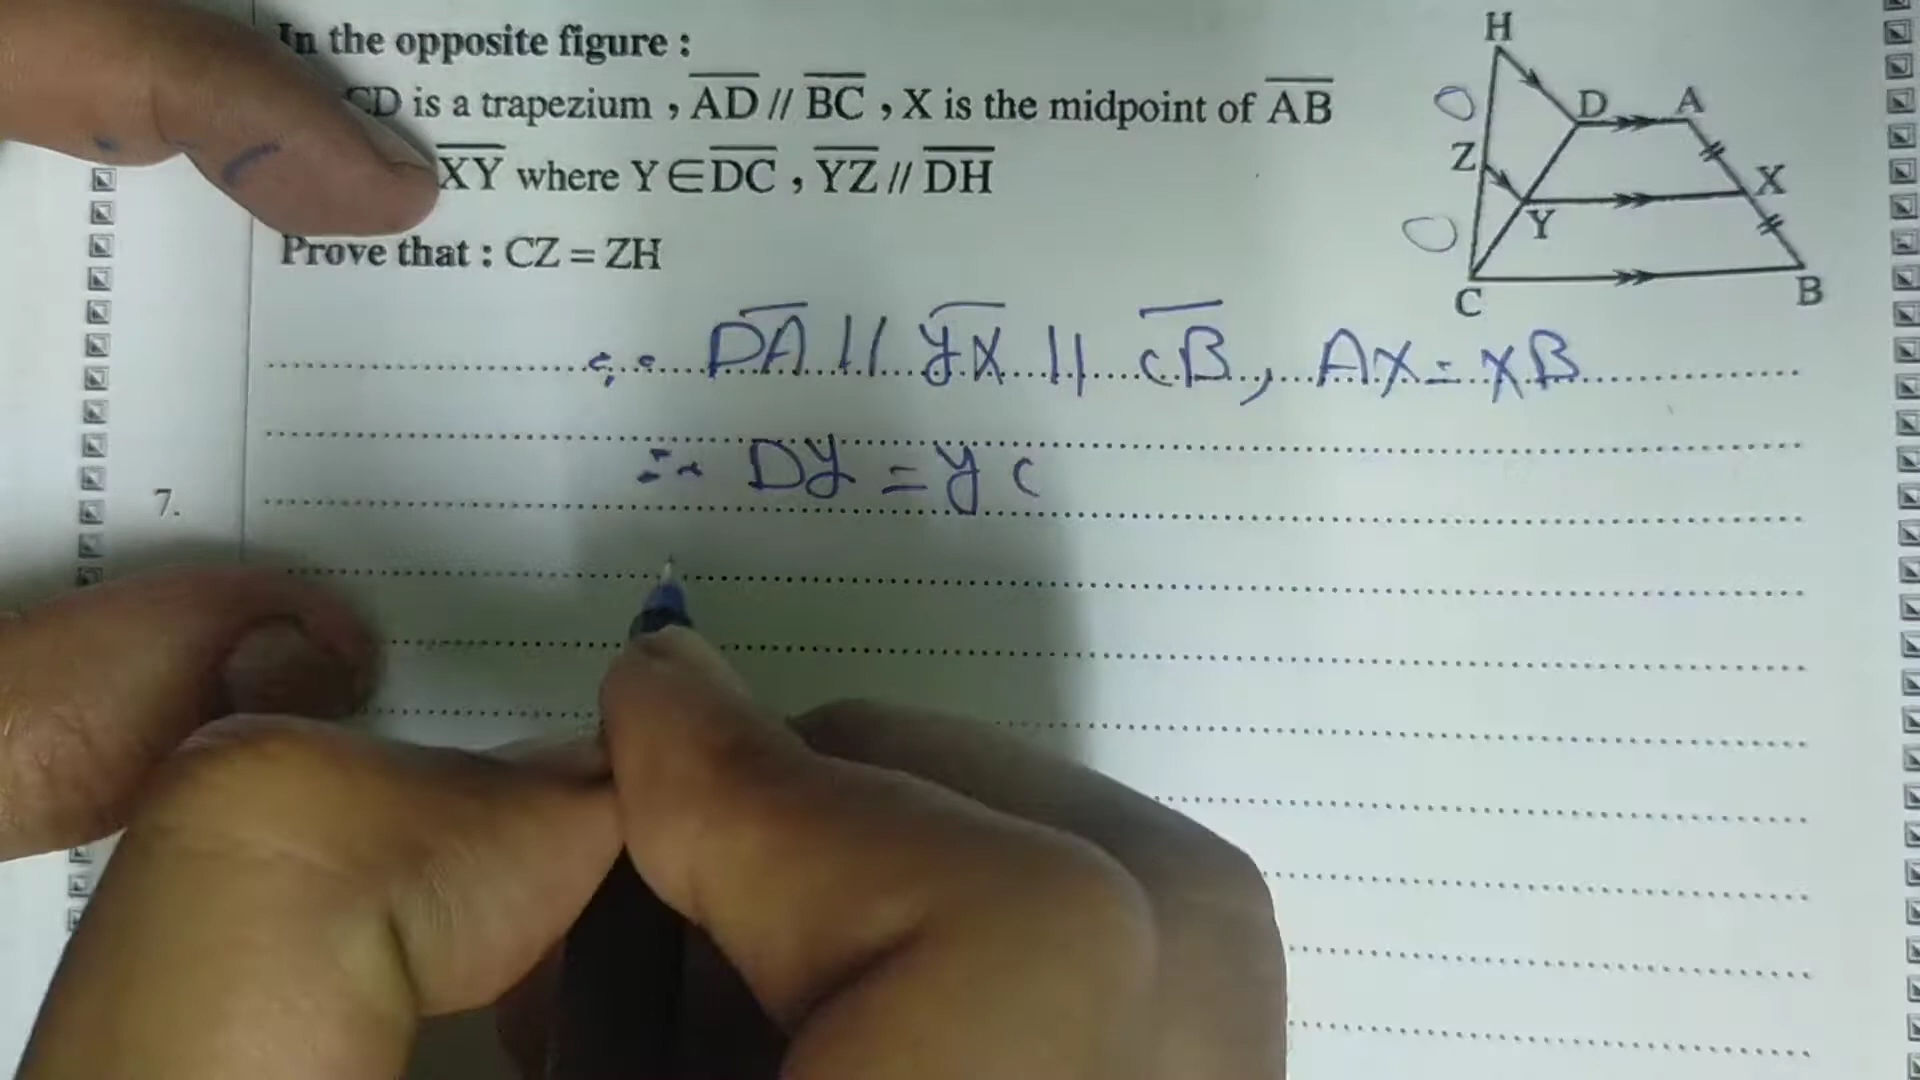 In the opposite figure :
CD is a trapezium , AD // BC , X is the midpoint of AB
XY where Y ∈ DC , YZ // DH
Prove that : CZ = ZH
H
D
A
Z
X
Y
C
B
∵ DA // YX // CB , AX = XB
∴ DY = YC
7.